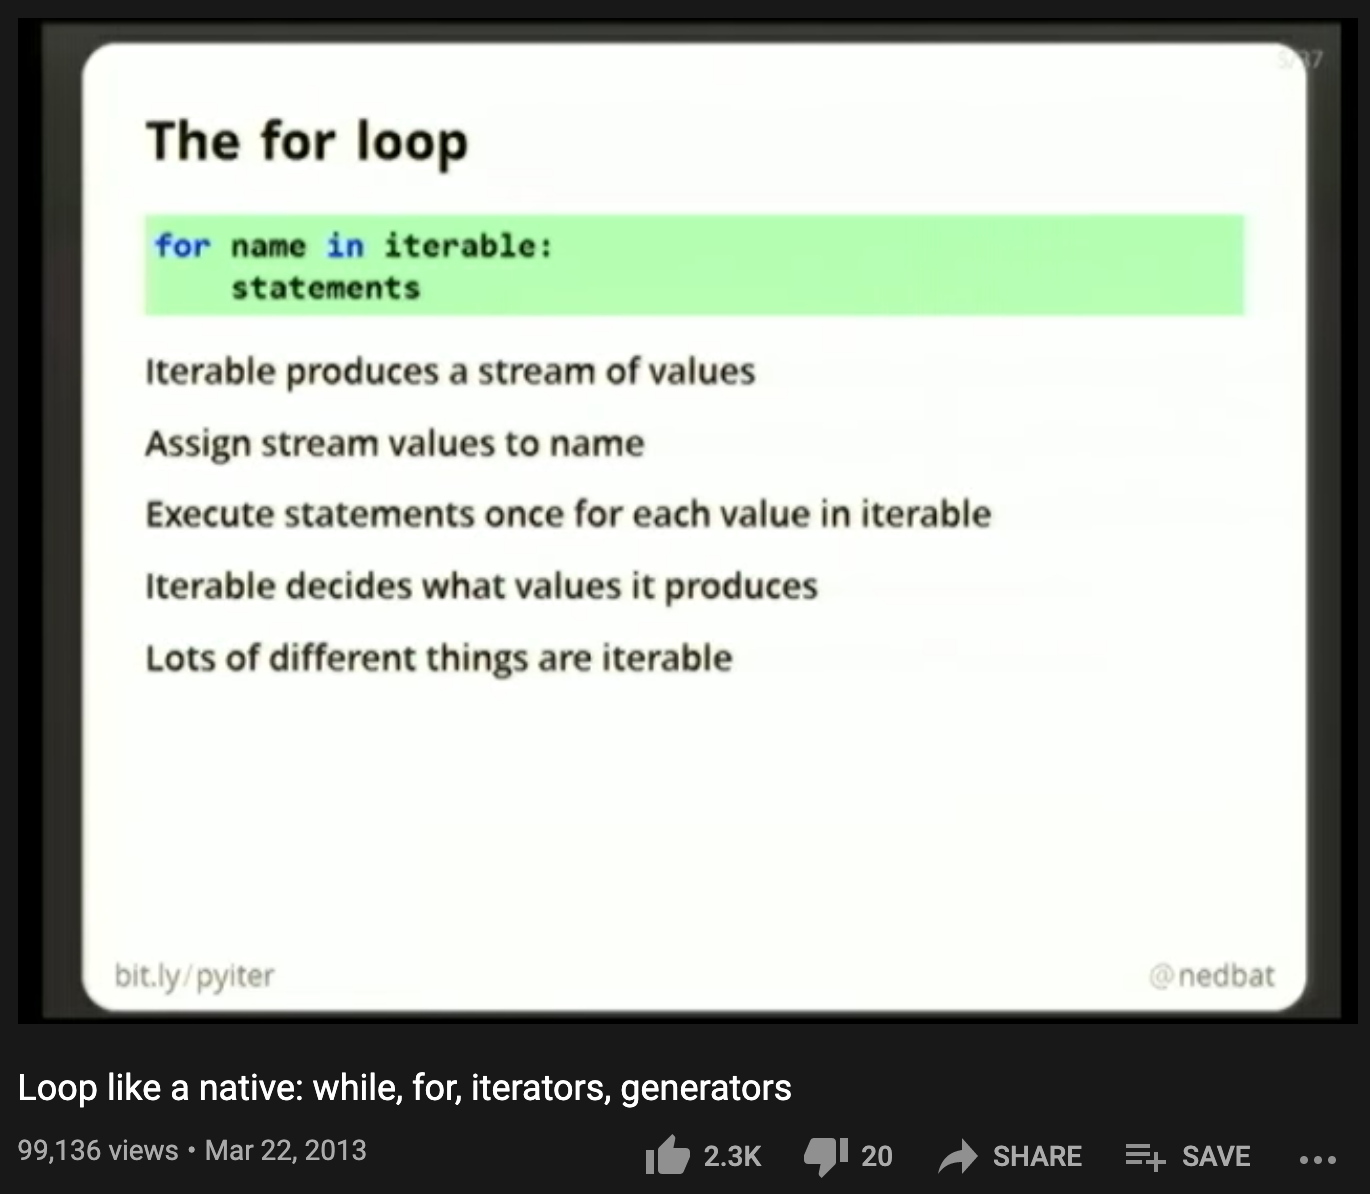 5/37
The for loop
for name in iterable:
statements
Iterable produces a stream of values
Assign stream values to name
Execute statements once for each value in iterable
Iterable decides what values it produces
Lots of different things are iterable
bit.ly/pyiter
@nedbat
Loop like a native: while, for, iterators, generators
99,136 views • Mar 22, 2013
2.3K
20
SHARE
SAVE